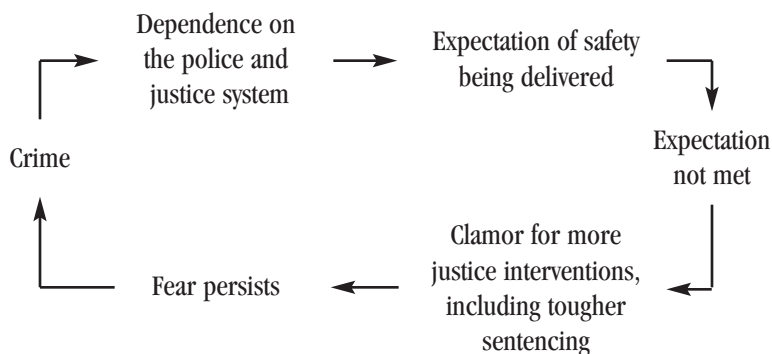 Dependence on
the police and
justice system
Expectation of safety
being delivered
Expectation
not met
Clamor for more
justice interventions,
including tougher
sentencing
Fear persists
Crime